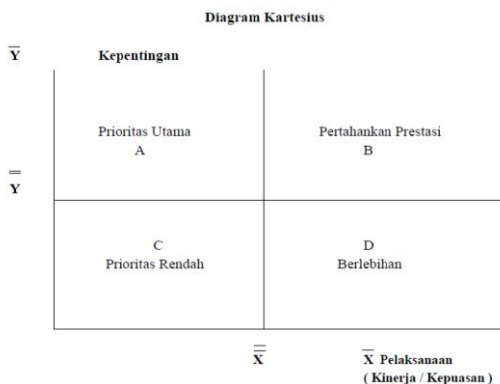 Diagram Kartesius
Y̅ Kepentingan
Prioritas Utama Pertahankan Prestasi
A B
Y̿
C D
Prioritas Rendah Berlebihan
X̿ X̅ Pelaksanaan
( Kinerja / Kepuasan )